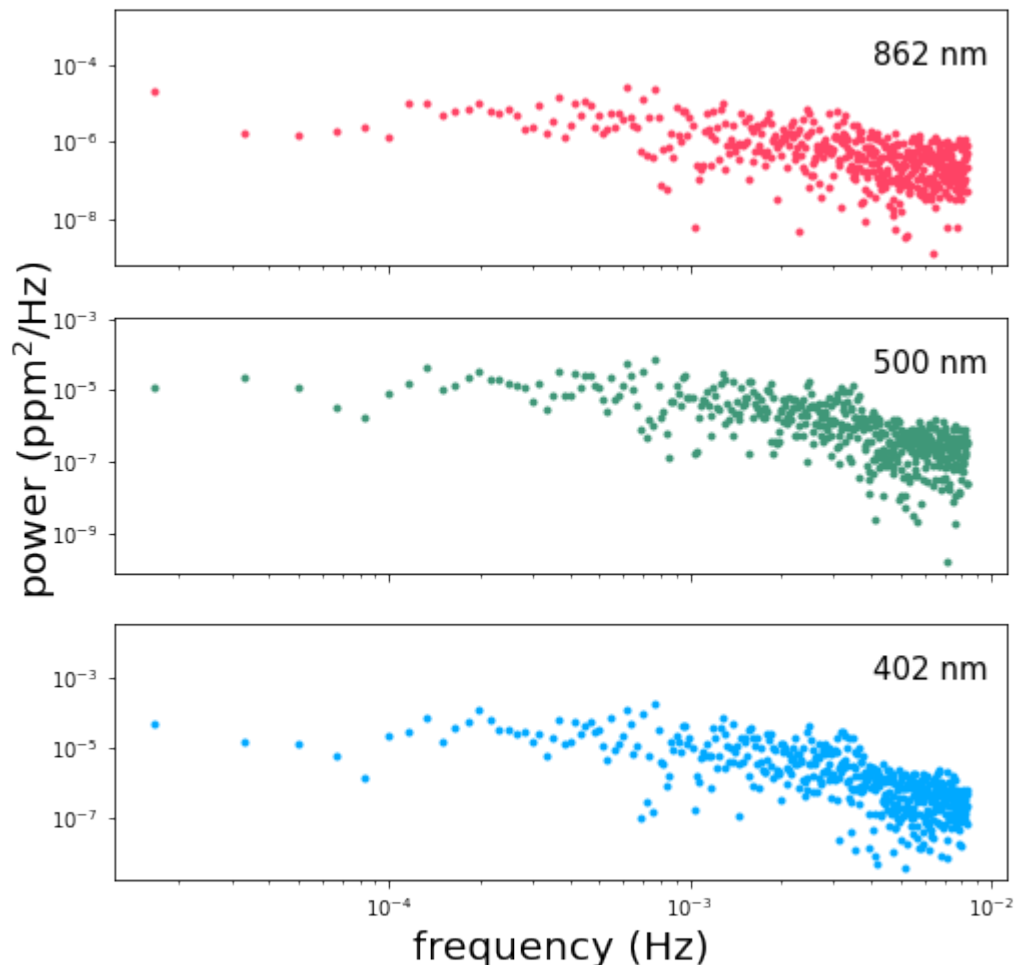 862 nm
10⁻⁴
10⁻⁶
10⁻⁸
power (ppm²/Hz)
500 nm
10⁻³
10⁻⁵
10⁻⁷
10⁻⁹
402 nm
10⁻³
10⁻⁵
10⁻⁷
10⁻⁴ 10⁻³ 10⁻²
frequency (Hz)